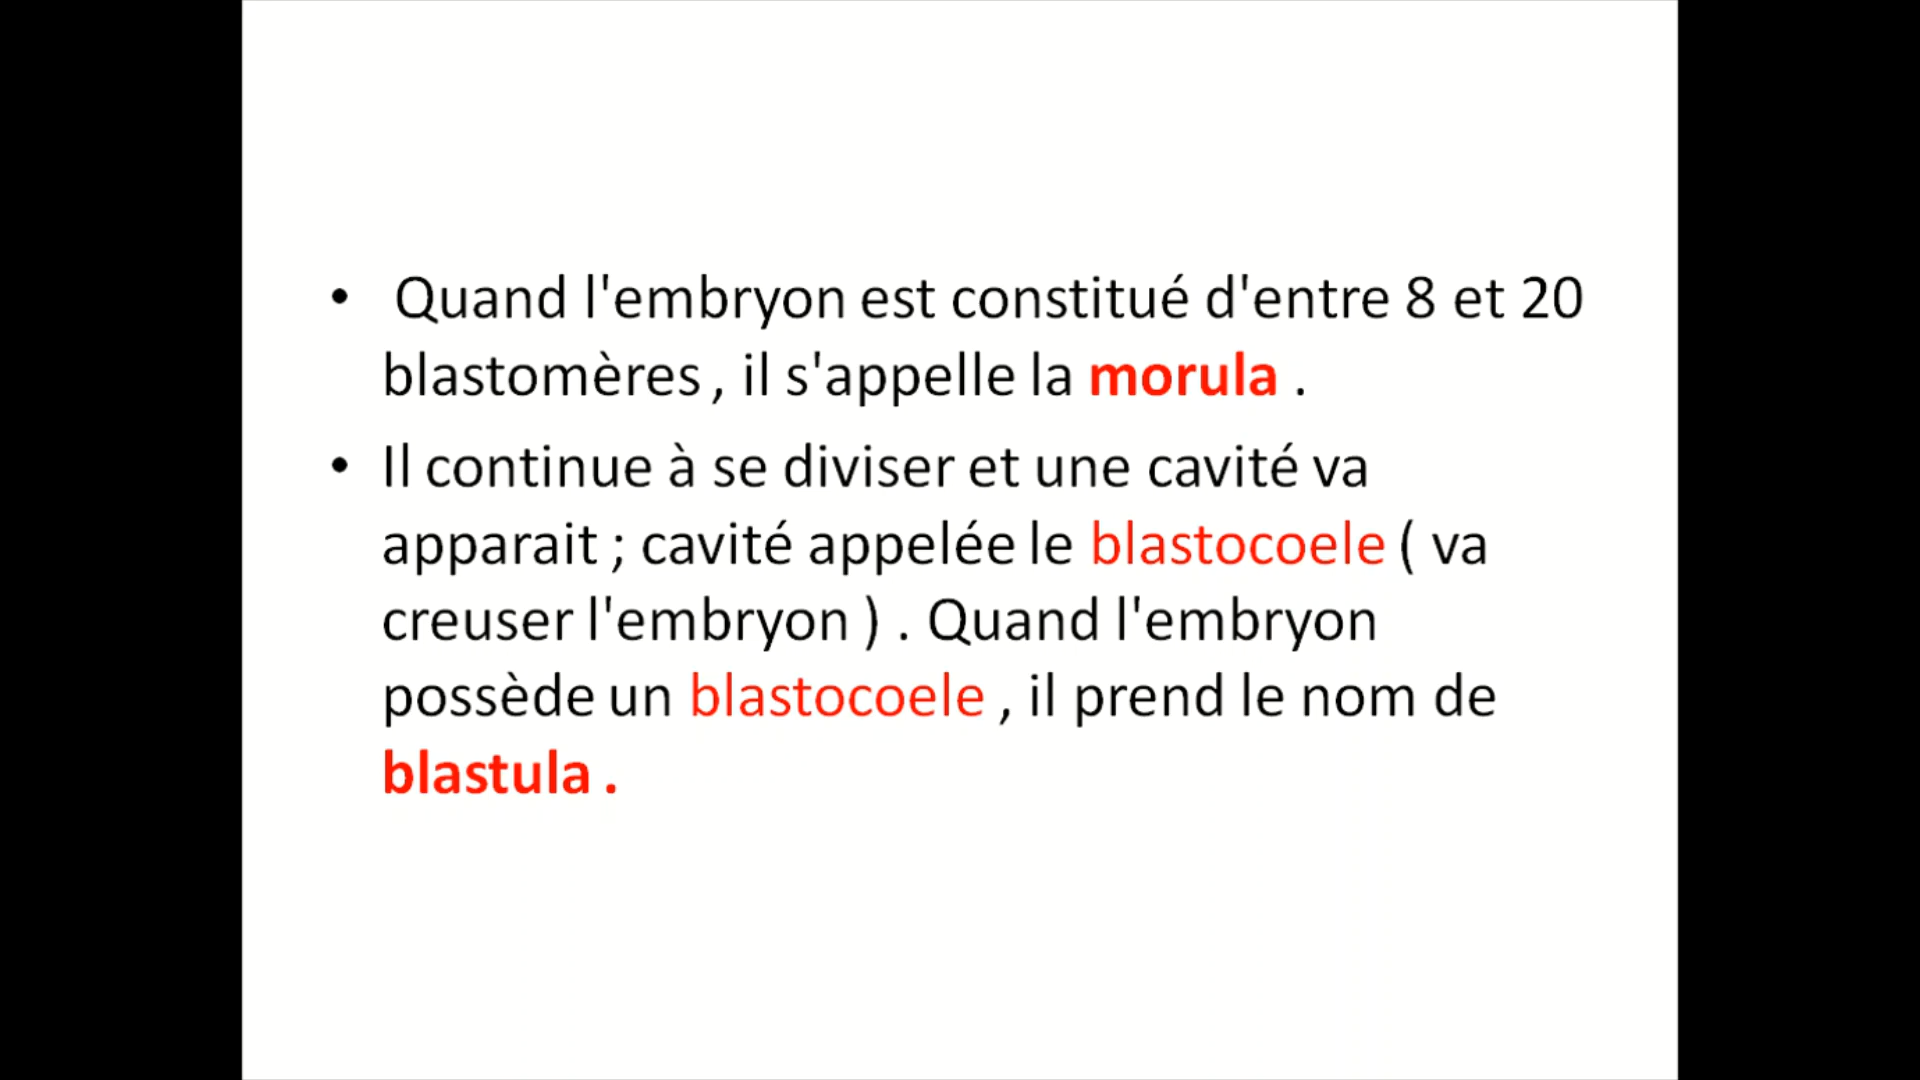 • Quand l'embryon est constitué d'entre 8 et 20
blastomères , il s'appelle la morula .
• Il continue à se diviser et une cavité va
apparait ; cavité appelée le blastocoele ( va
creuser l'embryon ) . Quand l'embryon
possède un blastocoele , il prend le nom de
blastula .